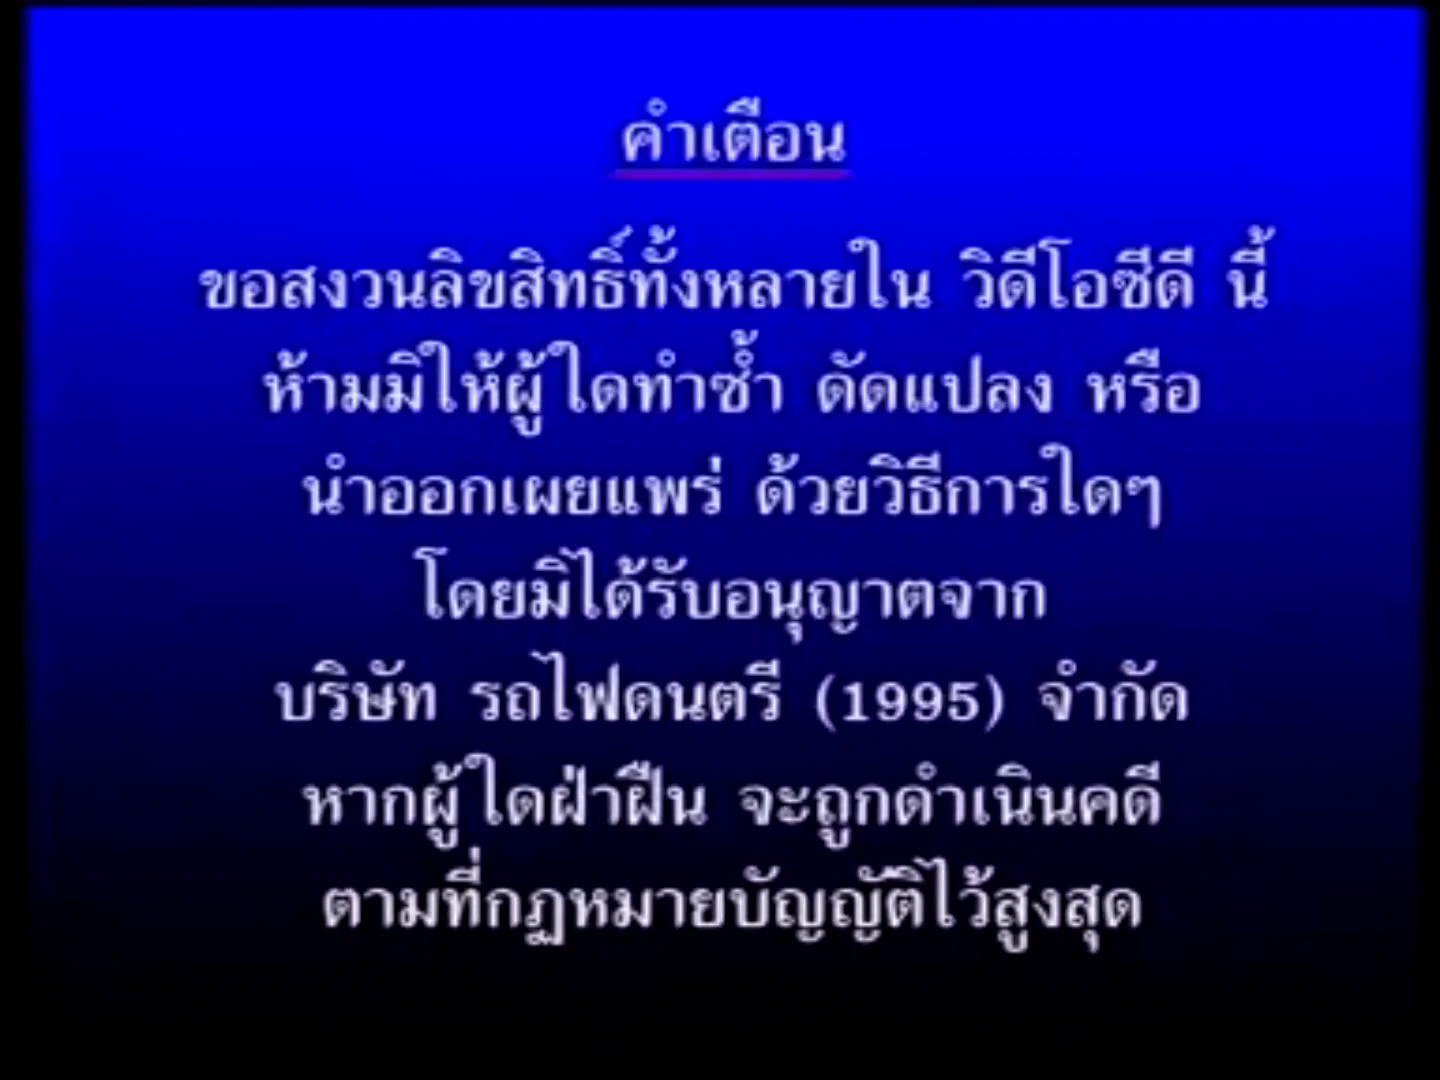 คำเตือน
ขอสงวนลิขสิทธิ์ทั้งหลายใน วิดีโอซีดี นี้
ห้ามมิให้ผู้ใดทำซ้ำ ดัดแปลง หรือ
นำออกเผยแพร่ ด้วยวิธีการใดๆ
โดยมิได้รับอนุญาตจาก
บริษัท รถไฟดนตรี (1995) จำกัด
หากผู้ใดฝ่าฝืน จะถูกดำเนินคดี
ตามที่กฎหมายบัญญัติไว้สูงสุด